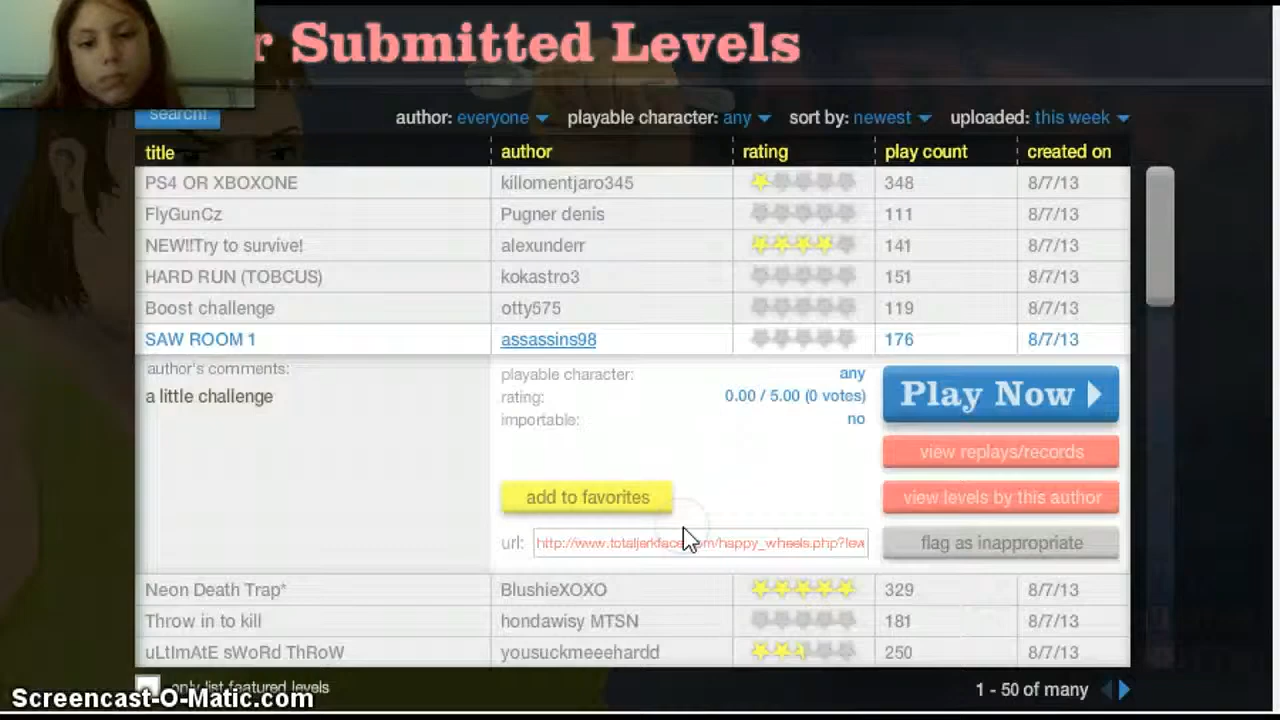 r Submitted Levels
search!
author: everyone playable character: any sort by: newest uploaded: this week
title author rating play count created on
PS4 OR XBOXONE killomentjaro345 348 8/7/13
FlyGunCz Pugner denis 111 8/7/13
NEW!!Try to survive! alexunderr 141 8/7/13
HARD RUN (TOBCUS) kokastro3 151 8/7/13
Boost challenge otty575 119 8/7/13
SAW ROOM 1 assassins98 176 8/7/13
author's comments:
a little challenge
playable character: any
rating: 0.00 / 5.00 (0 votes)
importable: no
Play Now
view replays/records
add to favorites
view levels by this author
url: http://www.totaljerkface.com/happy_wheels.php?lev
flag as inappropriate
Neon Death Trap* BlushieXOXO 329 8/7/13
Throw in to kill hondawisy MTSN 181 8/7/13
uLtImAtE sWoRd ThRoW yousuckmeeehardd 250 8/7/13
only list featured levels
1 - 50 of many
Screencast-O-Matic.com